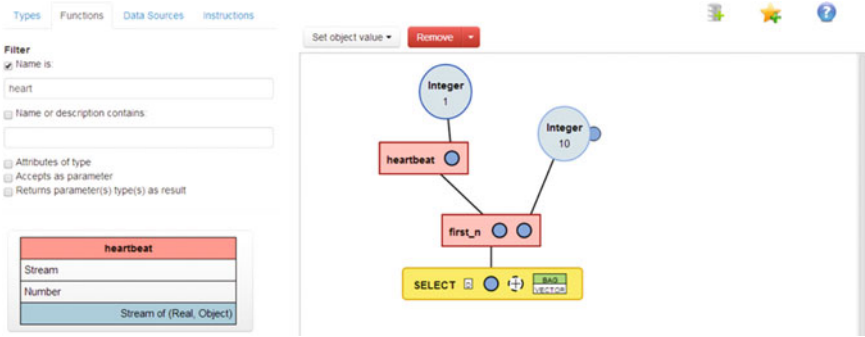 Types Functions Data Sources Instructions
Filter
Name is:
heart
Name or description contains:
Attributes of type
Accepts as parameter
Returns parameter(s) type(s) as result
heartbeat
Stream
Number
Stream of (Real, Object)
Set object value Remove
Integer
1
Integer
10
heartbeat
first_n
SELECT
BAG
VECTOR
?